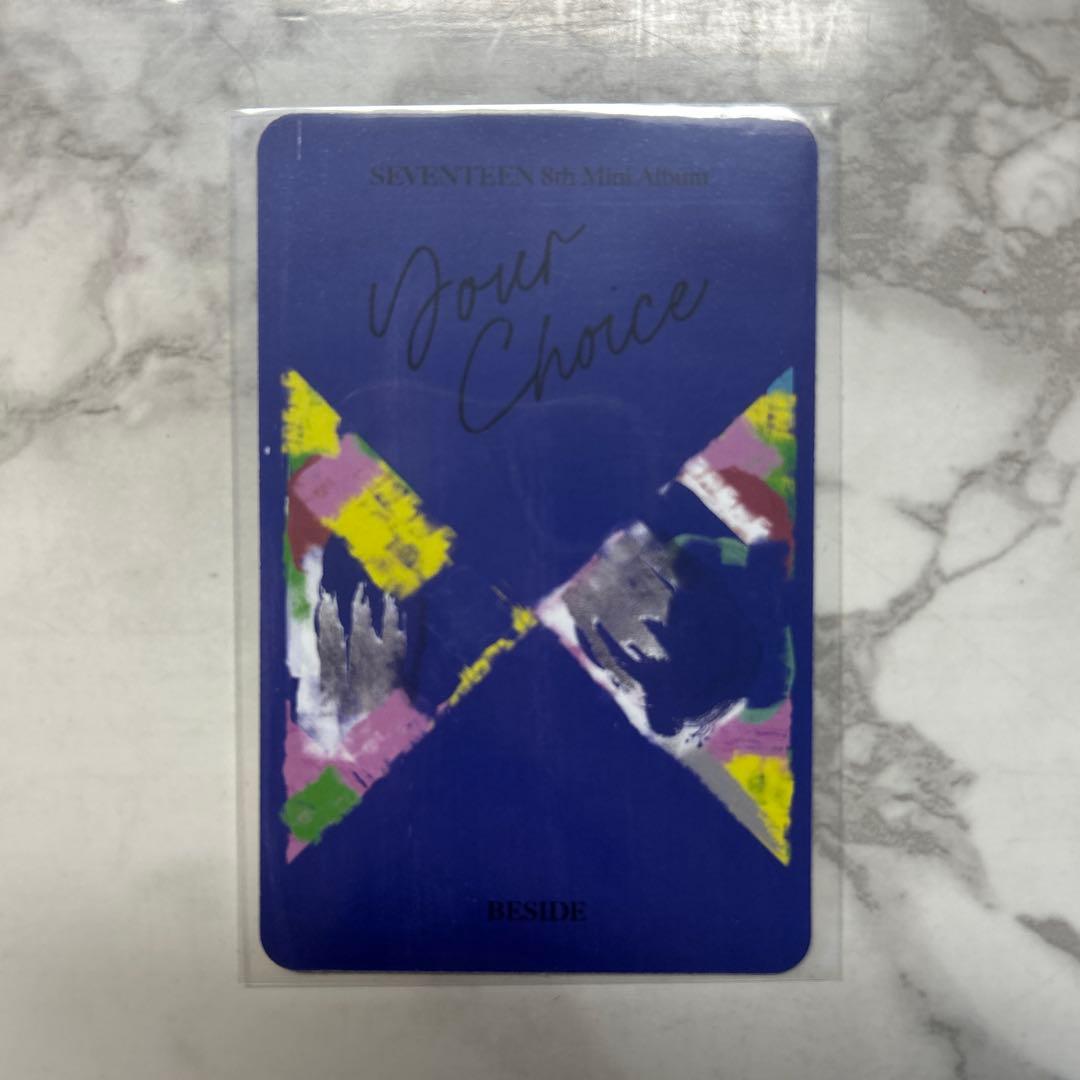 SEVENTEEN 8th Mini Album
Your
Choice
BESIDE